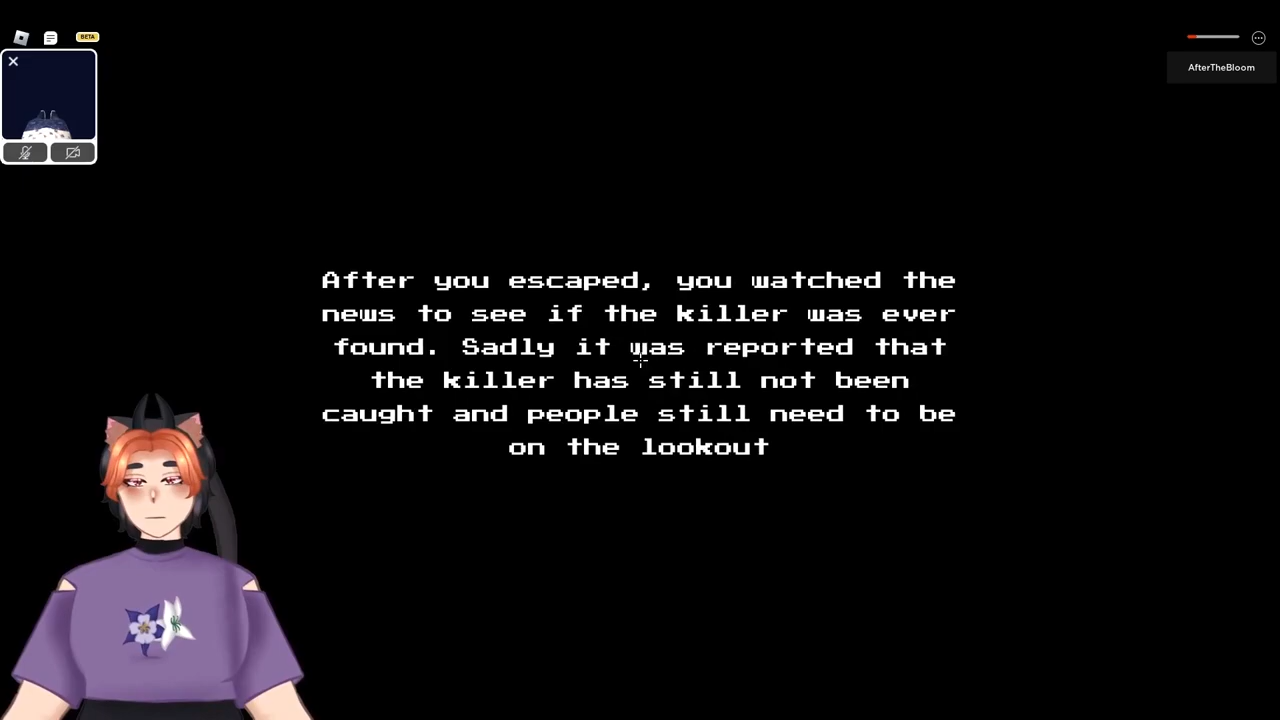 BETA
AfterTheBloom
After you escaped, you watched the
news to see if the killer was ever
found. Sadly it was reported that
the killer has still not been
caught and people still need to be
on the lookout